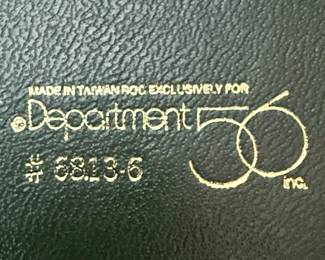 MADE IN TAIWAN ROC EXCLUSIVELY FOR
©Department 56 inc.
# 6813-6